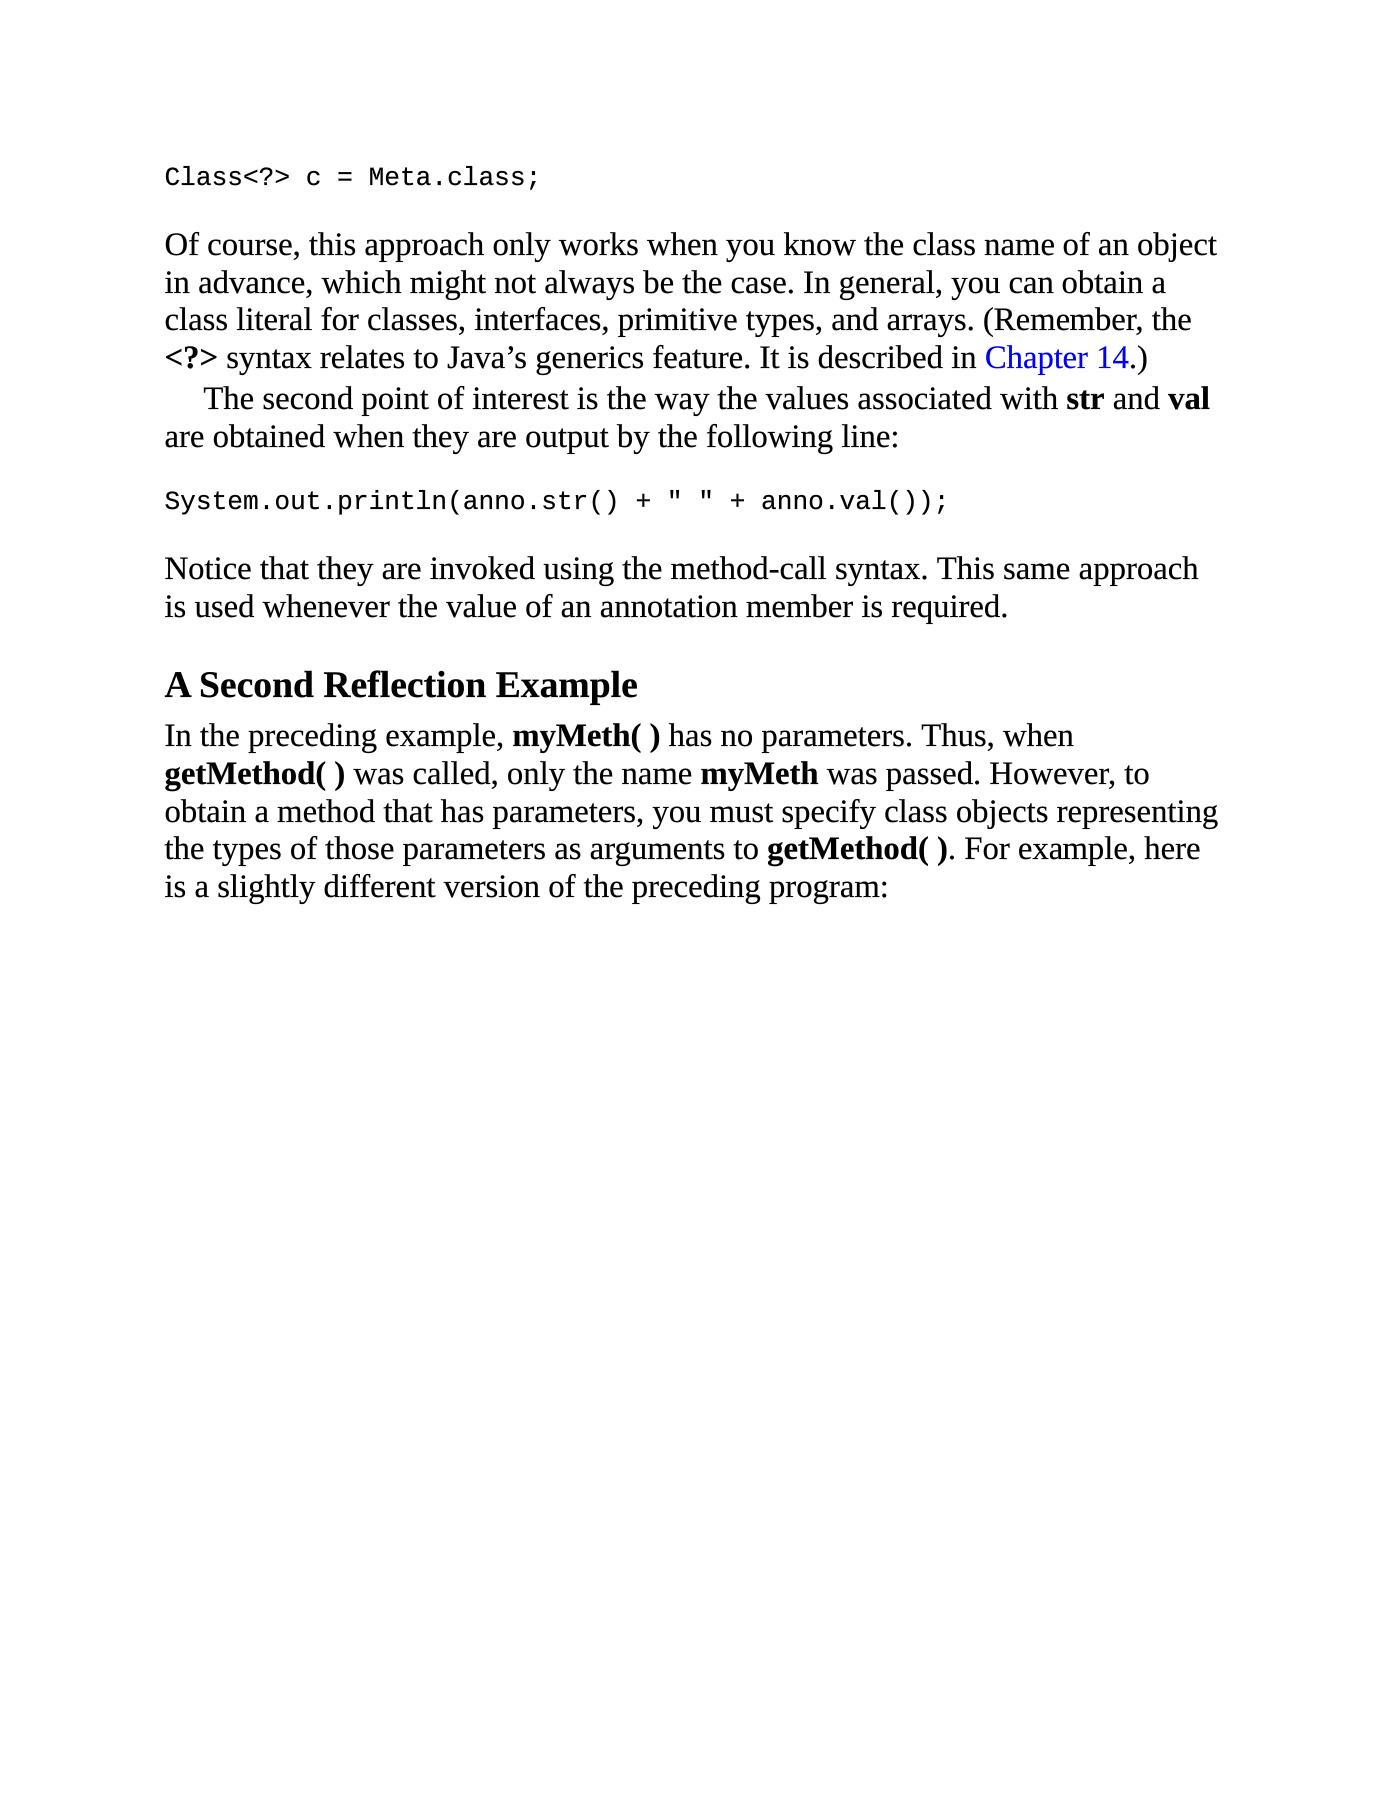 Class<?> c = Meta.class;
Of course, this approach only works when you know the class name of an object
in advance, which might not always be the case. In general, you can obtain a
class literal for classes, interfaces, primitive types, and arrays. (Remember, the
<?> syntax relates to Java’s generics feature. It is described in Chapter 14.)
The second point of interest is the way the values associated with str and val
are obtained when they are output by the following line:
System.out.println(anno.str() + " " + anno.val());
Notice that they are invoked using the method-call syntax. This same approach
is used whenever the value of an annotation member is required.
A Second Reflection Example
In the preceding example, myMeth( ) has no parameters. Thus, when
getMethod( ) was called, only the name myMeth was passed. However, to
obtain a method that has parameters, you must specify class objects representing
the types of those parameters as arguments to getMethod( ). For example, here
is a slightly different version of the preceding program: